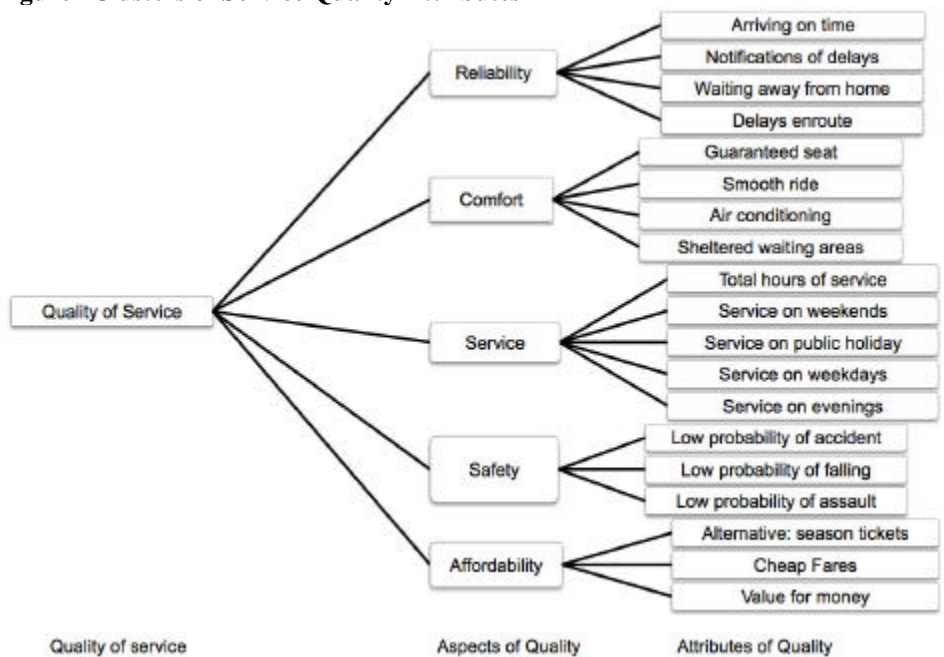 Quality of Service
Reliability
Arriving on time
Notifications of delays
Waiting away from home
Delays enroute
Comfort
Guaranteed seat
Smooth ride
Air conditioning
Sheltered waiting areas
Service
Total hours of service
Service on weekends
Service on public holiday
Service on weekdays
Service on evenings
Safety
Low probability of accident
Low probability of falling
Low probability of assault
Affordability
Alternative: season tickets
Cheap Fares
Value for money
Quality of service
Aspects of Quality
Attributes of Quality